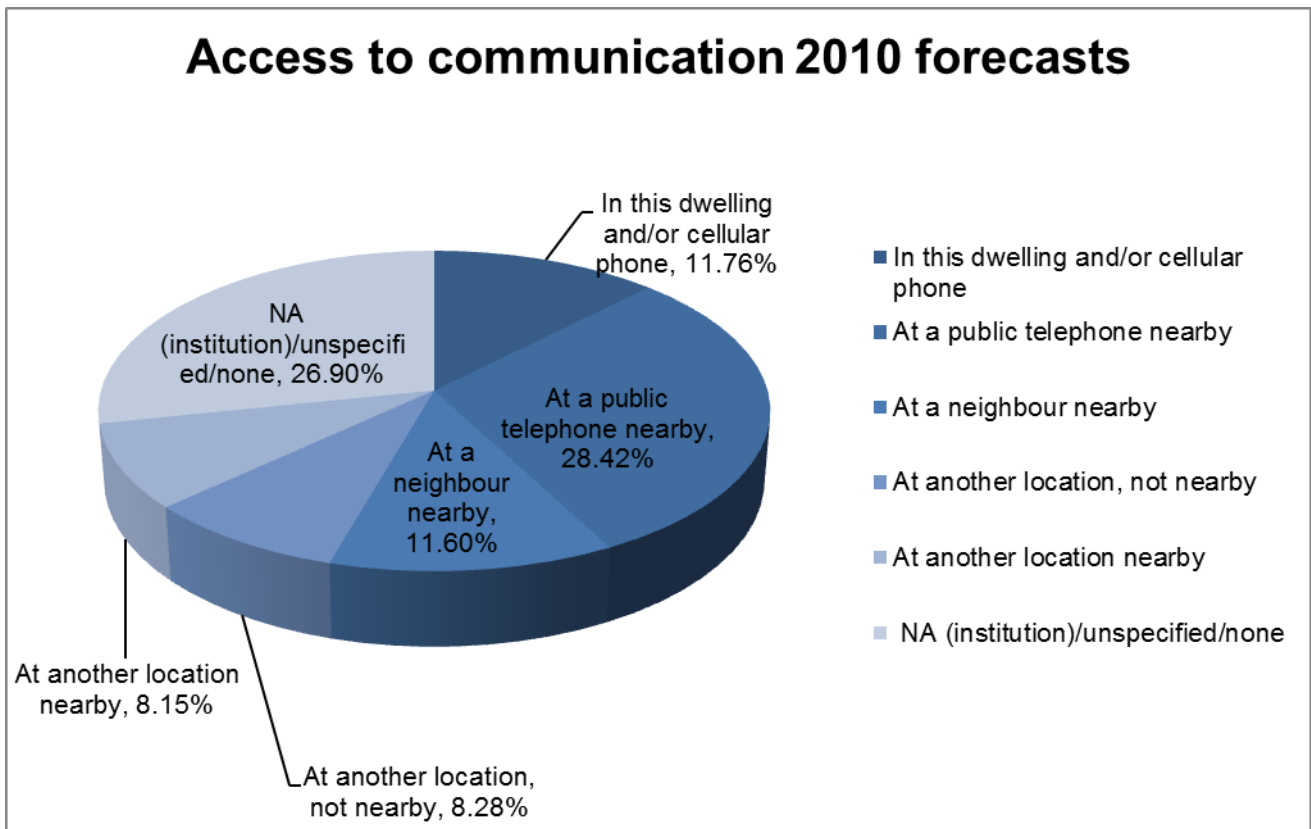 Access to communication 2010 forecasts
In this dwelling
and/or cellular
phone, 11.76%
NA
(institution)/unspecifi
ed/none, 26.90%
At a public
telephone nearby,
28.42%
At a
neighbour
nearby,
11.60%
At another location
nearby, 8.15%
At another location,
not nearby, 8.28%
In this dwelling and/or cellular
phone
At a public telephone nearby
At a neighbour nearby
At another location, not nearby
At another location nearby
NA (institution)/unspecified/none